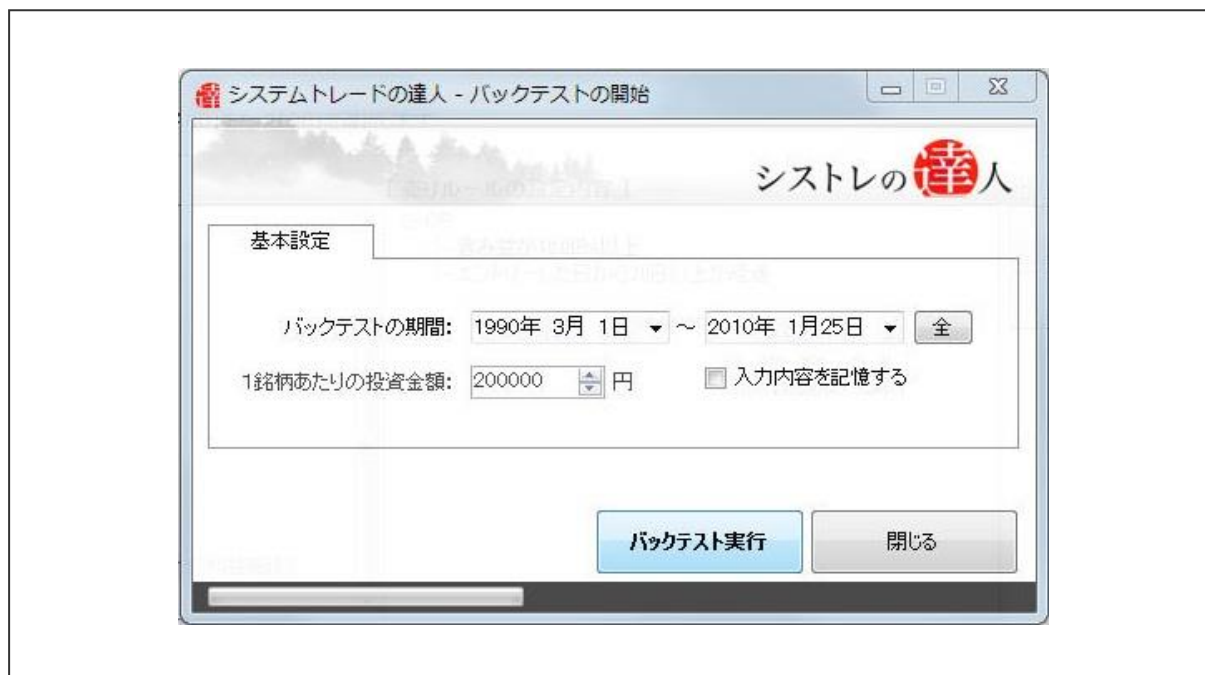 システムトレードの達人 - バックテストの開始
シストレの達人
基本設定
バックテストの期間: 1990年 3月 1日 ~ 2010年 1月25日 全
1銘柄あたりの投資金額: 200000 円 入力内容を記憶する
バックテスト実行 閉じる